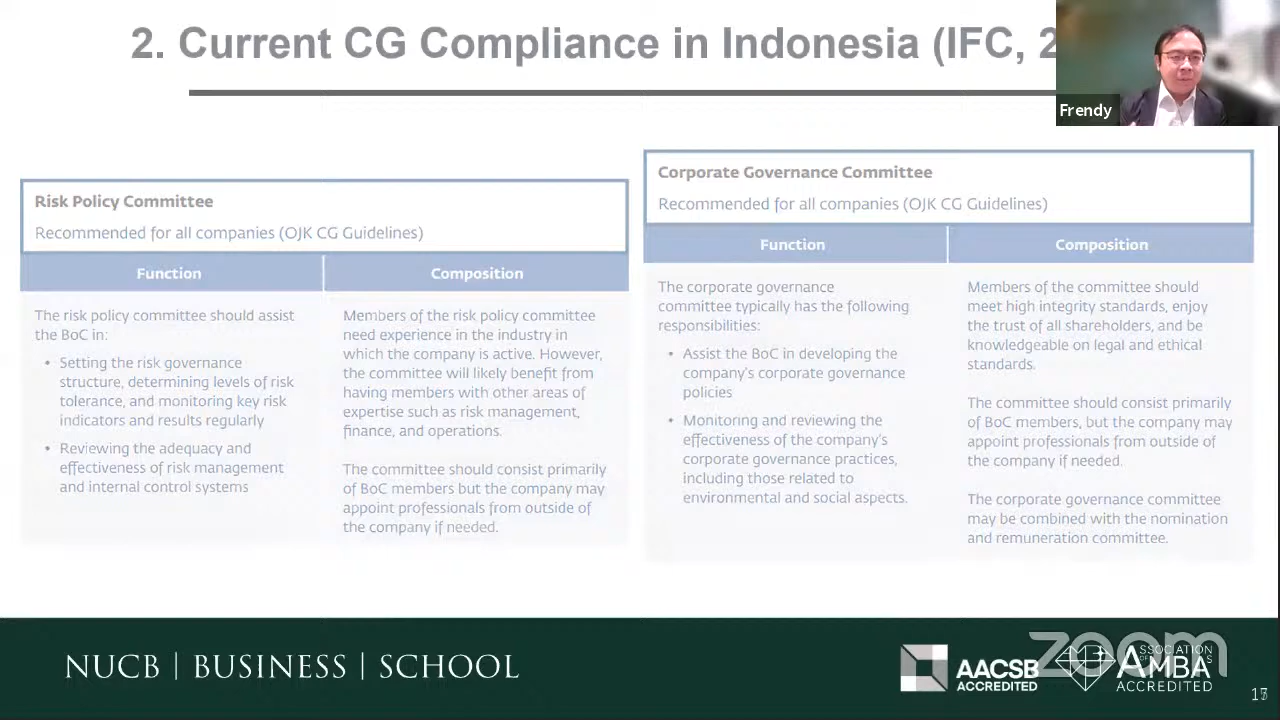 2. Current CG Compliance in Indonesia (IFC, 2
Frendy
Risk Policy Committee
Recommended for all companies (OJK CG Guidelines)
Function
Composition
The risk policy committee should assist
the BoC in:
• Setting the risk governance
structure, determining levels of risk
tolerance, and monitoring key risk
indicators and results regularly
• Reviewing the adequacy and
effectiveness of risk management
and internal control systems
Members of the risk policy committee
need experience in the industry in
which the company is active. However,
the committee will likely benefit from
having members with other areas of
expertise such as risk management,
finance, and operations.
The committee should consist primarily
of BoC members but the company may
appoint professionals from outside of
the company if needed.
Corporate Governance Committee
Recommended for all companies (OJK CG Guidelines)
Function
Composition
The corporate governance
committee typically has the following
responsibilities:
• Assist the BoC in developing the
company's corporate governance
policies
• Monitoring and reviewing the
effectiveness of the company's
corporate governance practices,
including those related to
environmental and social aspects.
Members of the committee should
meet high integrity standards, enjoy
the trust of all shareholders, and be
knowledgeable on legal and ethical
standards.
The committee should consist primarily
of BoC members, but the company may
appoint professionals from outside of
the company if needed.
The corporate governance committee
may be combined with the nomination
and remuneration committee.
NUCB | BUSINESS | SCHOOL
AACSB
ACCREDITED
zoom
AMBA
ACCREDITED